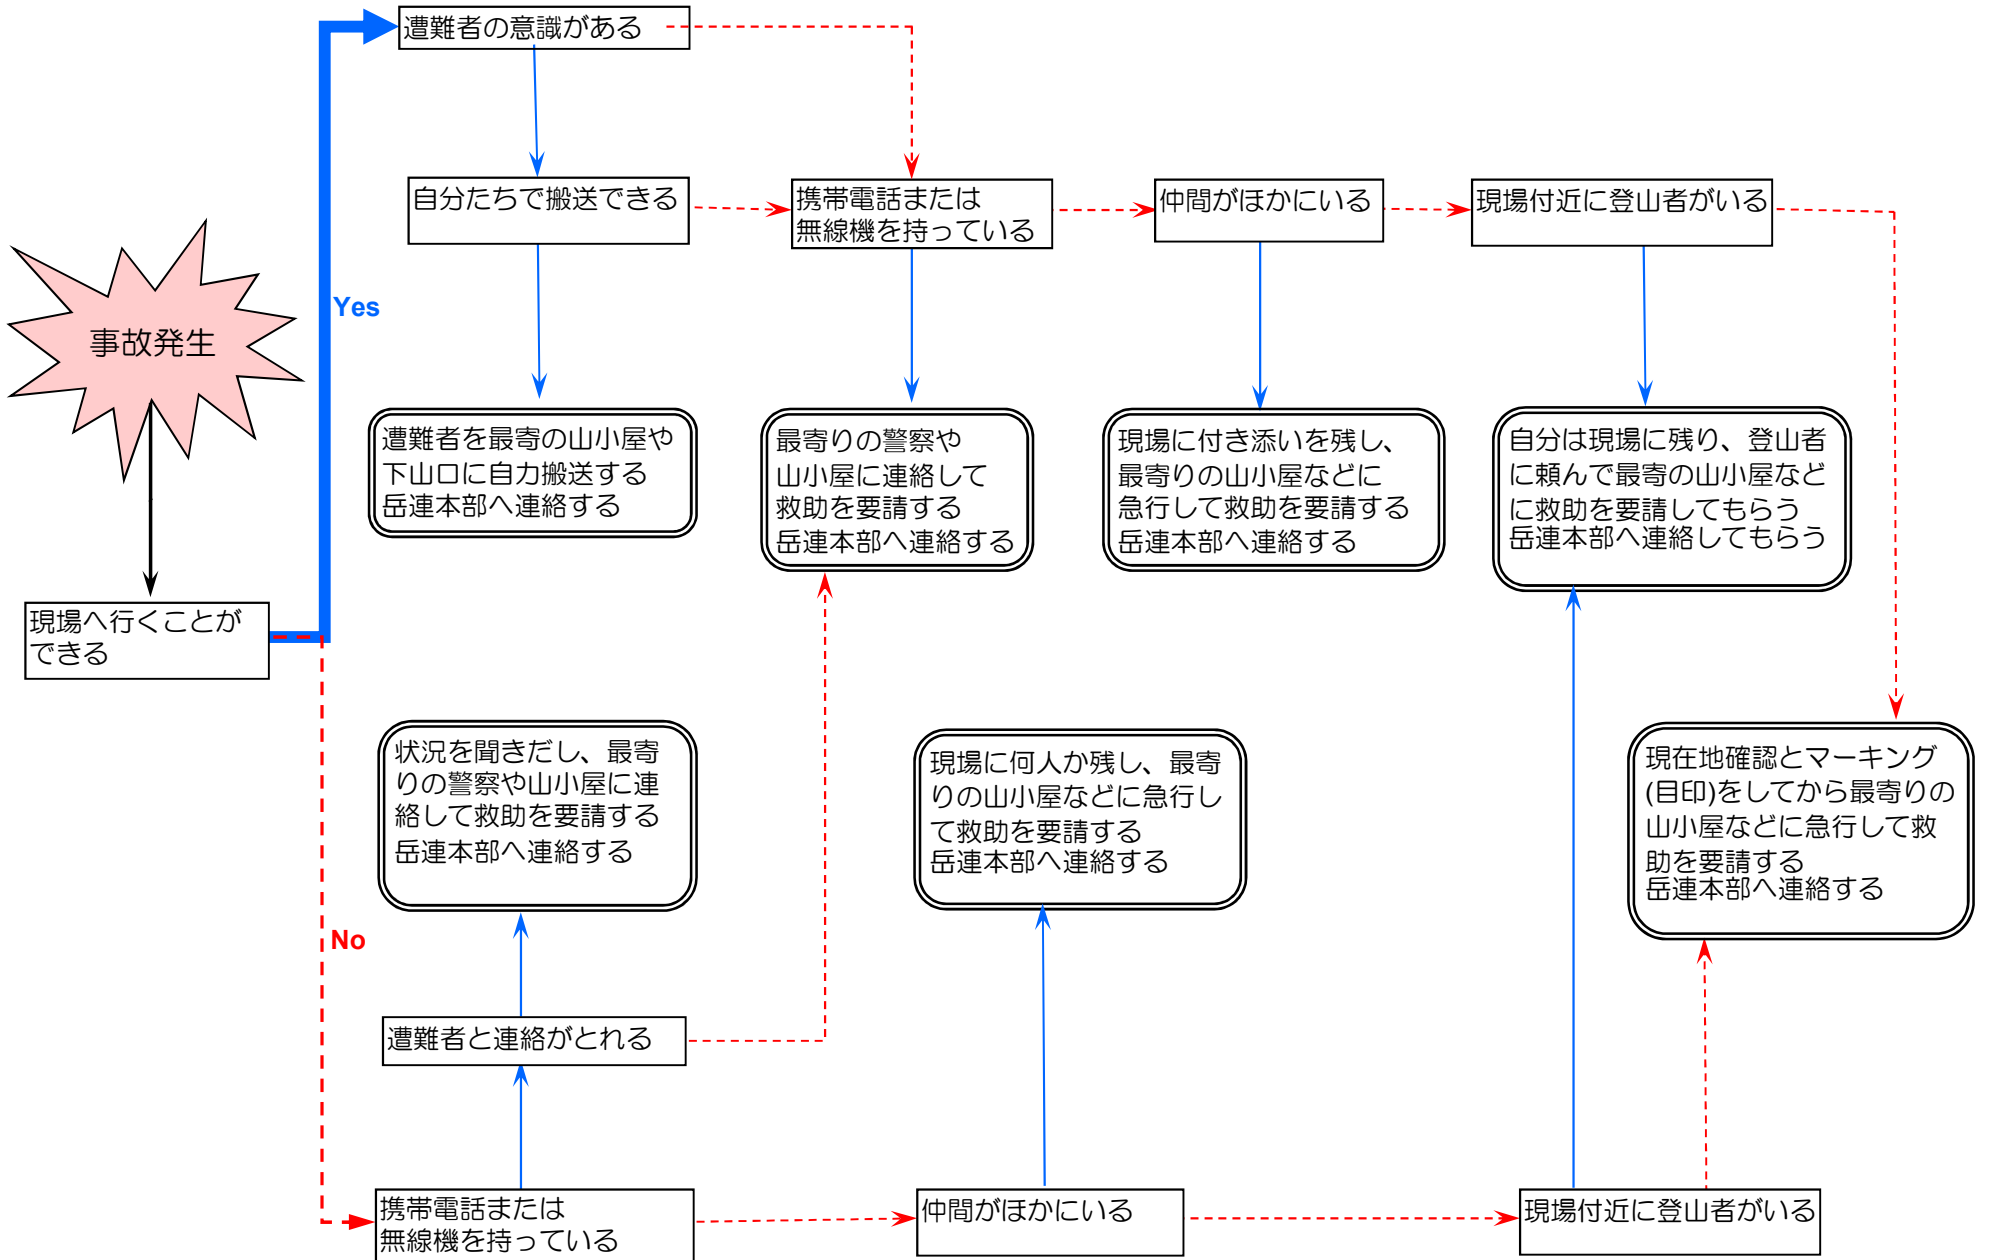 遭難者の意識がある
自分たちで搬送できる
携帯電話または
無線機を持っている
仲間がほかにいる
現場付近に登山者がいる
Yes
事故発生
遭難者を最寄の山小屋や
下山口に自力搬送する
岳連本部へ連絡する
最寄りの警察や
山小屋に連絡して
救助を要請する
岳連本部へ連絡する
現場に付き添いを残し、
最寄りの山小屋などに
急行して救助を要請する
岳連本部へ連絡する
自分は現場に残り、登山者
に頼んで最寄の山小屋など
に救助を要請してもらう
岳連本部へ連絡してもらう
現場へ行くことが
できる
状況を聞きだし、最寄
りの警察や山小屋に連
絡して救助を要請する
岳連本部へ連絡する
現場に何人か残し、最寄
りの山小屋などに急行し
て救助を要請する
岳連本部へ連絡する
現在地確認とマーキング
(目印)をしてから最寄りの
山小屋などに急行して救
助を要請する
岳連本部へ連絡する
No
遭難者と連絡がとれる
携帯電話または
無線機を持っている
仲間がほかにいる
現場付近に登山者がいる